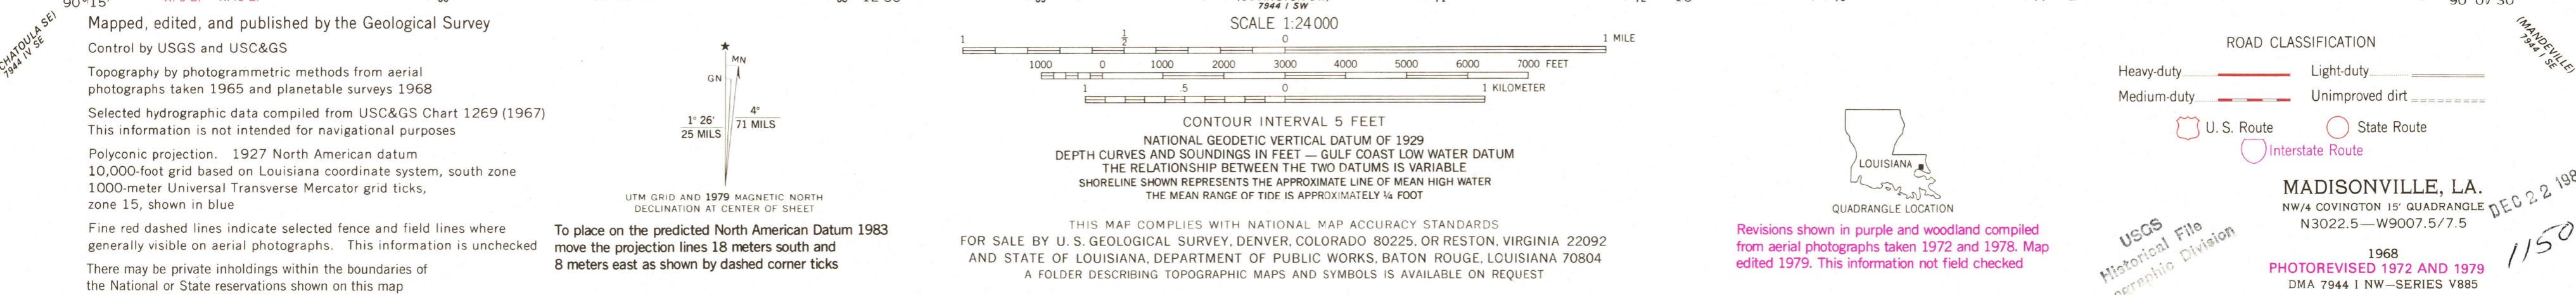 90°15'
CHATOULA SE)
7944 IV SE
Mapped, edited, and published by the Geological Survey
Control by USGS and USC&GS
Topography by photogrammetric methods from aerial
photographs taken 1965 and planetable surveys 1968
Selected hydrographic data compiled from USC&GS Chart 1269 (1967)
This information is not intended for navigational purposes
Polyconic projection. 1927 North American datum
10,000-foot grid based on Louisiana coordinate system, south zone
1000-meter Universal Transverse Mercator grid ticks,
zone 15, shown in blue
Fine red dashed lines indicate selected fence and field lines where
generally visible on aerial photographs. This information is unchecked
There may be private inholdings within the boundaries of
the National or State reservations shown on this map
MN
GN
1° 26'
25 MILS
4°
71 MILS
UTM GRID AND 1979 MAGNETIC NORTH
DECLINATION AT CENTER OF SHEET
To place on the predicted North American Datum 1983
move the projection lines 18 meters south and
8 meters east as shown by dashed corner ticks
7944 I SW
SCALE 1:24 000
1 ½ 0 1 MILE
1000 0 1000 2000 3000 4000 5000 6000 7000 FEET
1 .5 0 1 KILOMETER
CONTOUR INTERVAL 5 FEET
NATIONAL GEODETIC VERTICAL DATUM OF 1929
DEPTH CURVES AND SOUNDINGS IN FEET — GULF COAST LOW WATER DATUM
THE RELATIONSHIP BETWEEN THE TWO DATUMS IS VARIABLE
SHORELINE SHOWN REPRESENTS THE APPROXIMATE LINE OF MEAN HIGH WATER
THE MEAN RANGE OF TIDE IS APPROXIMATELY ¼ FOOT
THIS MAP COMPLIES WITH NATIONAL MAP ACCURACY STANDARDS
FOR SALE BY U. S. GEOLOGICAL SURVEY, DENVER, COLORADO 80225, OR RESTON, VIRGINIA 22092
AND STATE OF LOUISIANA, DEPARTMENT OF PUBLIC WORKS, BATON ROUGE, LOUISIANA 70804
A FOLDER DESCRIBING TOPOGRAPHIC MAPS AND SYMBOLS IS AVAILABLE ON REQUEST
LOUISIANA
QUADRANGLE LOCATION
Revisions shown in purple and woodland compiled
from aerial photographs taken 1972 and 1978. Map
edited 1979. This information not field checked
ROAD CLASSIFICATION
Heavy-duty Light-duty
Medium-duty Unimproved dirt
U. S. Route State Route
Interstate Route
(MANDEVILLE)
7944 I SE
USGS
Historical File
ographic Division
MADISONVILLE, LA.
NW/4 COVINGTON 15' QUADRANGLE
N3022.5—W9007.5/7.5
1968
PHOTOREVISED 1972 AND 1979
DMA 7944 I NW—SERIES V885
DEC 22 198
1150